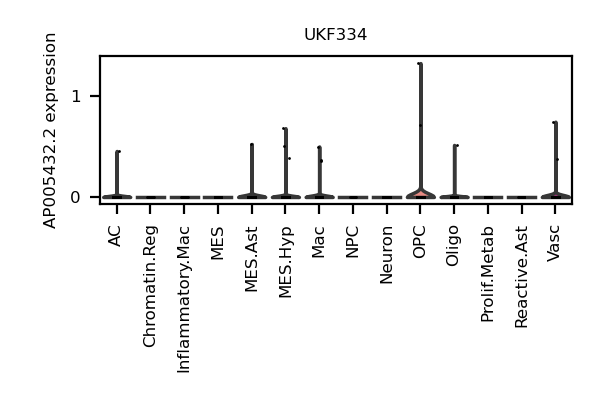 UKF334
AP005432.2 expression
1
0
AC
Chromatin.Reg
Inflammatory.Mac
MES
MES.Ast
MES.Hyp
Mac
NPC
Neuron
OPC
Oligo
Prolif.Metab
Reactive.Ast
Vasc